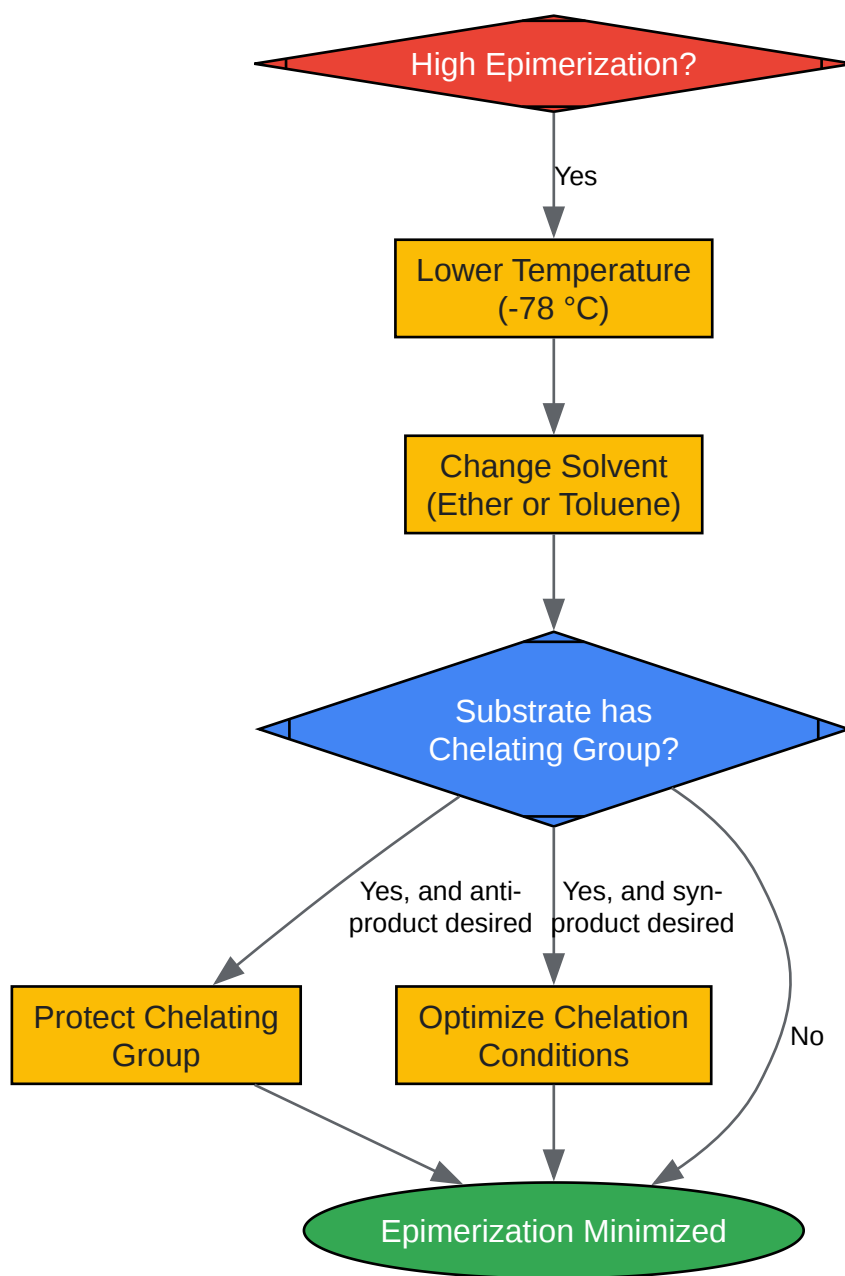 High Epimerization?
Yes
Lower Temperature
(-78 °C)
Change Solvent
(Ether or Toluene)
Substrate has
Chelating Group?
Yes, and anti-
product desired
Yes, and syn-
product desired
No
Protect Chelating
Group
Optimize Chelation
Conditions
Epimerization Minimized